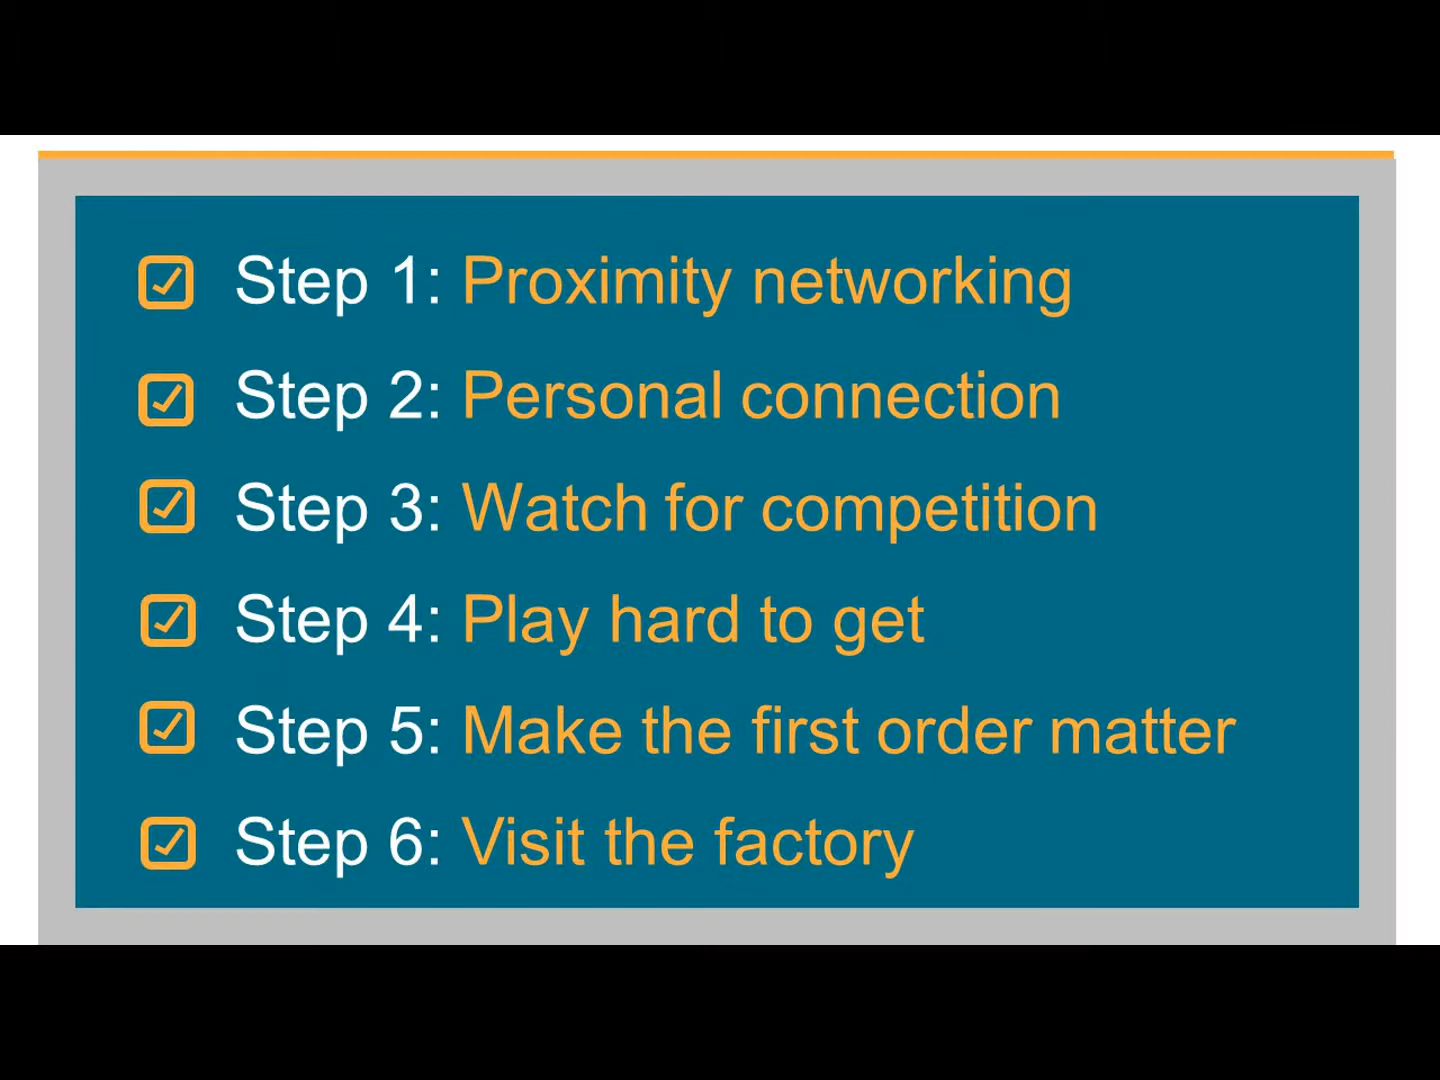 Step 1: Proximity networking
Step 2: Personal connection
Step 3: Watch for competition
Step 4: Play hard to get
Step 5: Make the first order matter
Step 6: Visit the factory